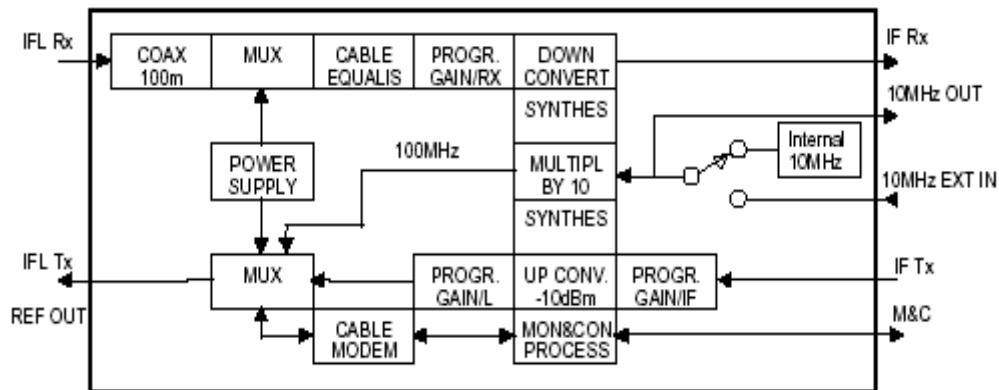 IFL Rx
COAX
100m
MUX
CABLE
EQUALIS
PROGR.
GAIN/RX
DOWN
CONVERT
IF Rx
10MHz OUT
SYNTHES
100MHz
POWER
SUPPLY
MULTIPL
BY 10
Internal
10MHz
10MHz EXT IN
SYNTHES
IFL Tx
REF OUT
MUX
PROGR.
GAIN/L
UP CONV.
-10dBm
PROGR.
GAIN/IF
IF Tx
M&C
CABLE
MODEM
MON&CON
PROCESS